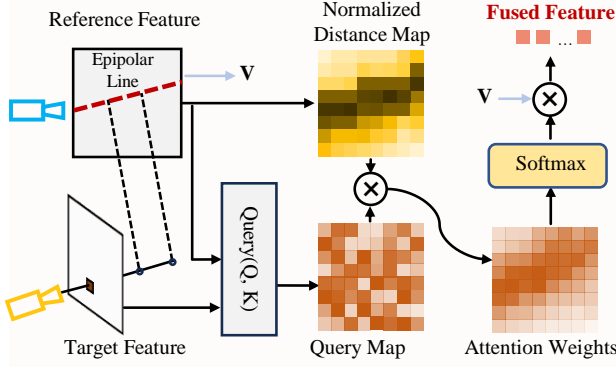 Reference Feature
Epipolar
Line
V
Normalized
Distance Map
Fused Feature
...
V
Softmax
Query(Q, K)
Target Feature
Query Map
Attention Weights